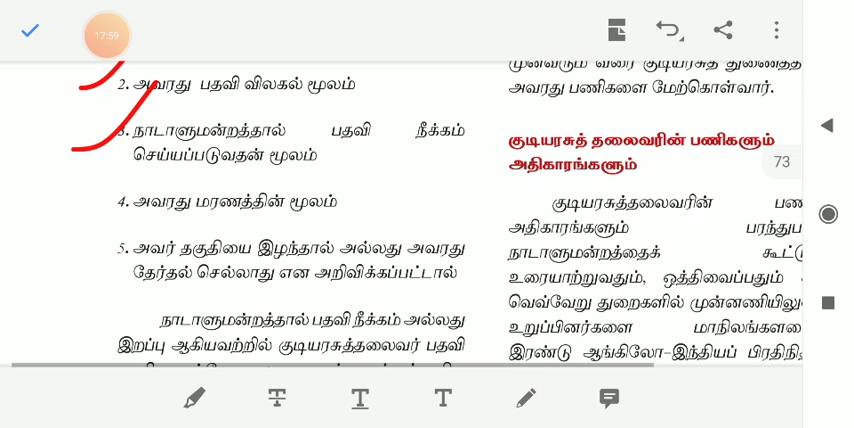 17:59
2. அவரது பதவி விலகல் மூலம்
3. நாடாளுமன்றத்தால் பதவி நீக்கம்
செய்யப்படுவதன் மூலம்
4. அவரது மரணத்தின் மூலம்
5. அவர் தகுதியை இழந்தால் அல்லது அவரது
தேர்தல் செல்லாது என அறிவிக்கப்பட்டால்
நாடாளுமன்றத்தால் பதவி நீக்கம் அல்லது
இறப்பு ஆகியவற்றில் குடியரசுத்தலைவர் பதவி
அவரது பணிகளை மேற்கொள்வார்.
குடியரசுத் தலைவரின் பணிகளும்
அதிகாரங்களும்
73
குடியரசுத்தலைவரின் பண
அதிகாரங்களும் பரந்துப
நாடாளுமன்றத்தைக் கூட்டு
உரையாற்றுவதும், ஒத்திவைப்பதும்
வெவ்வேறு துறைகளில் முன்னணியிலு
உறுப்பினர்களை மாநிலங்களவை
இரண்டு ஆங்கிலோ-இந்தியப் பிரதிநித